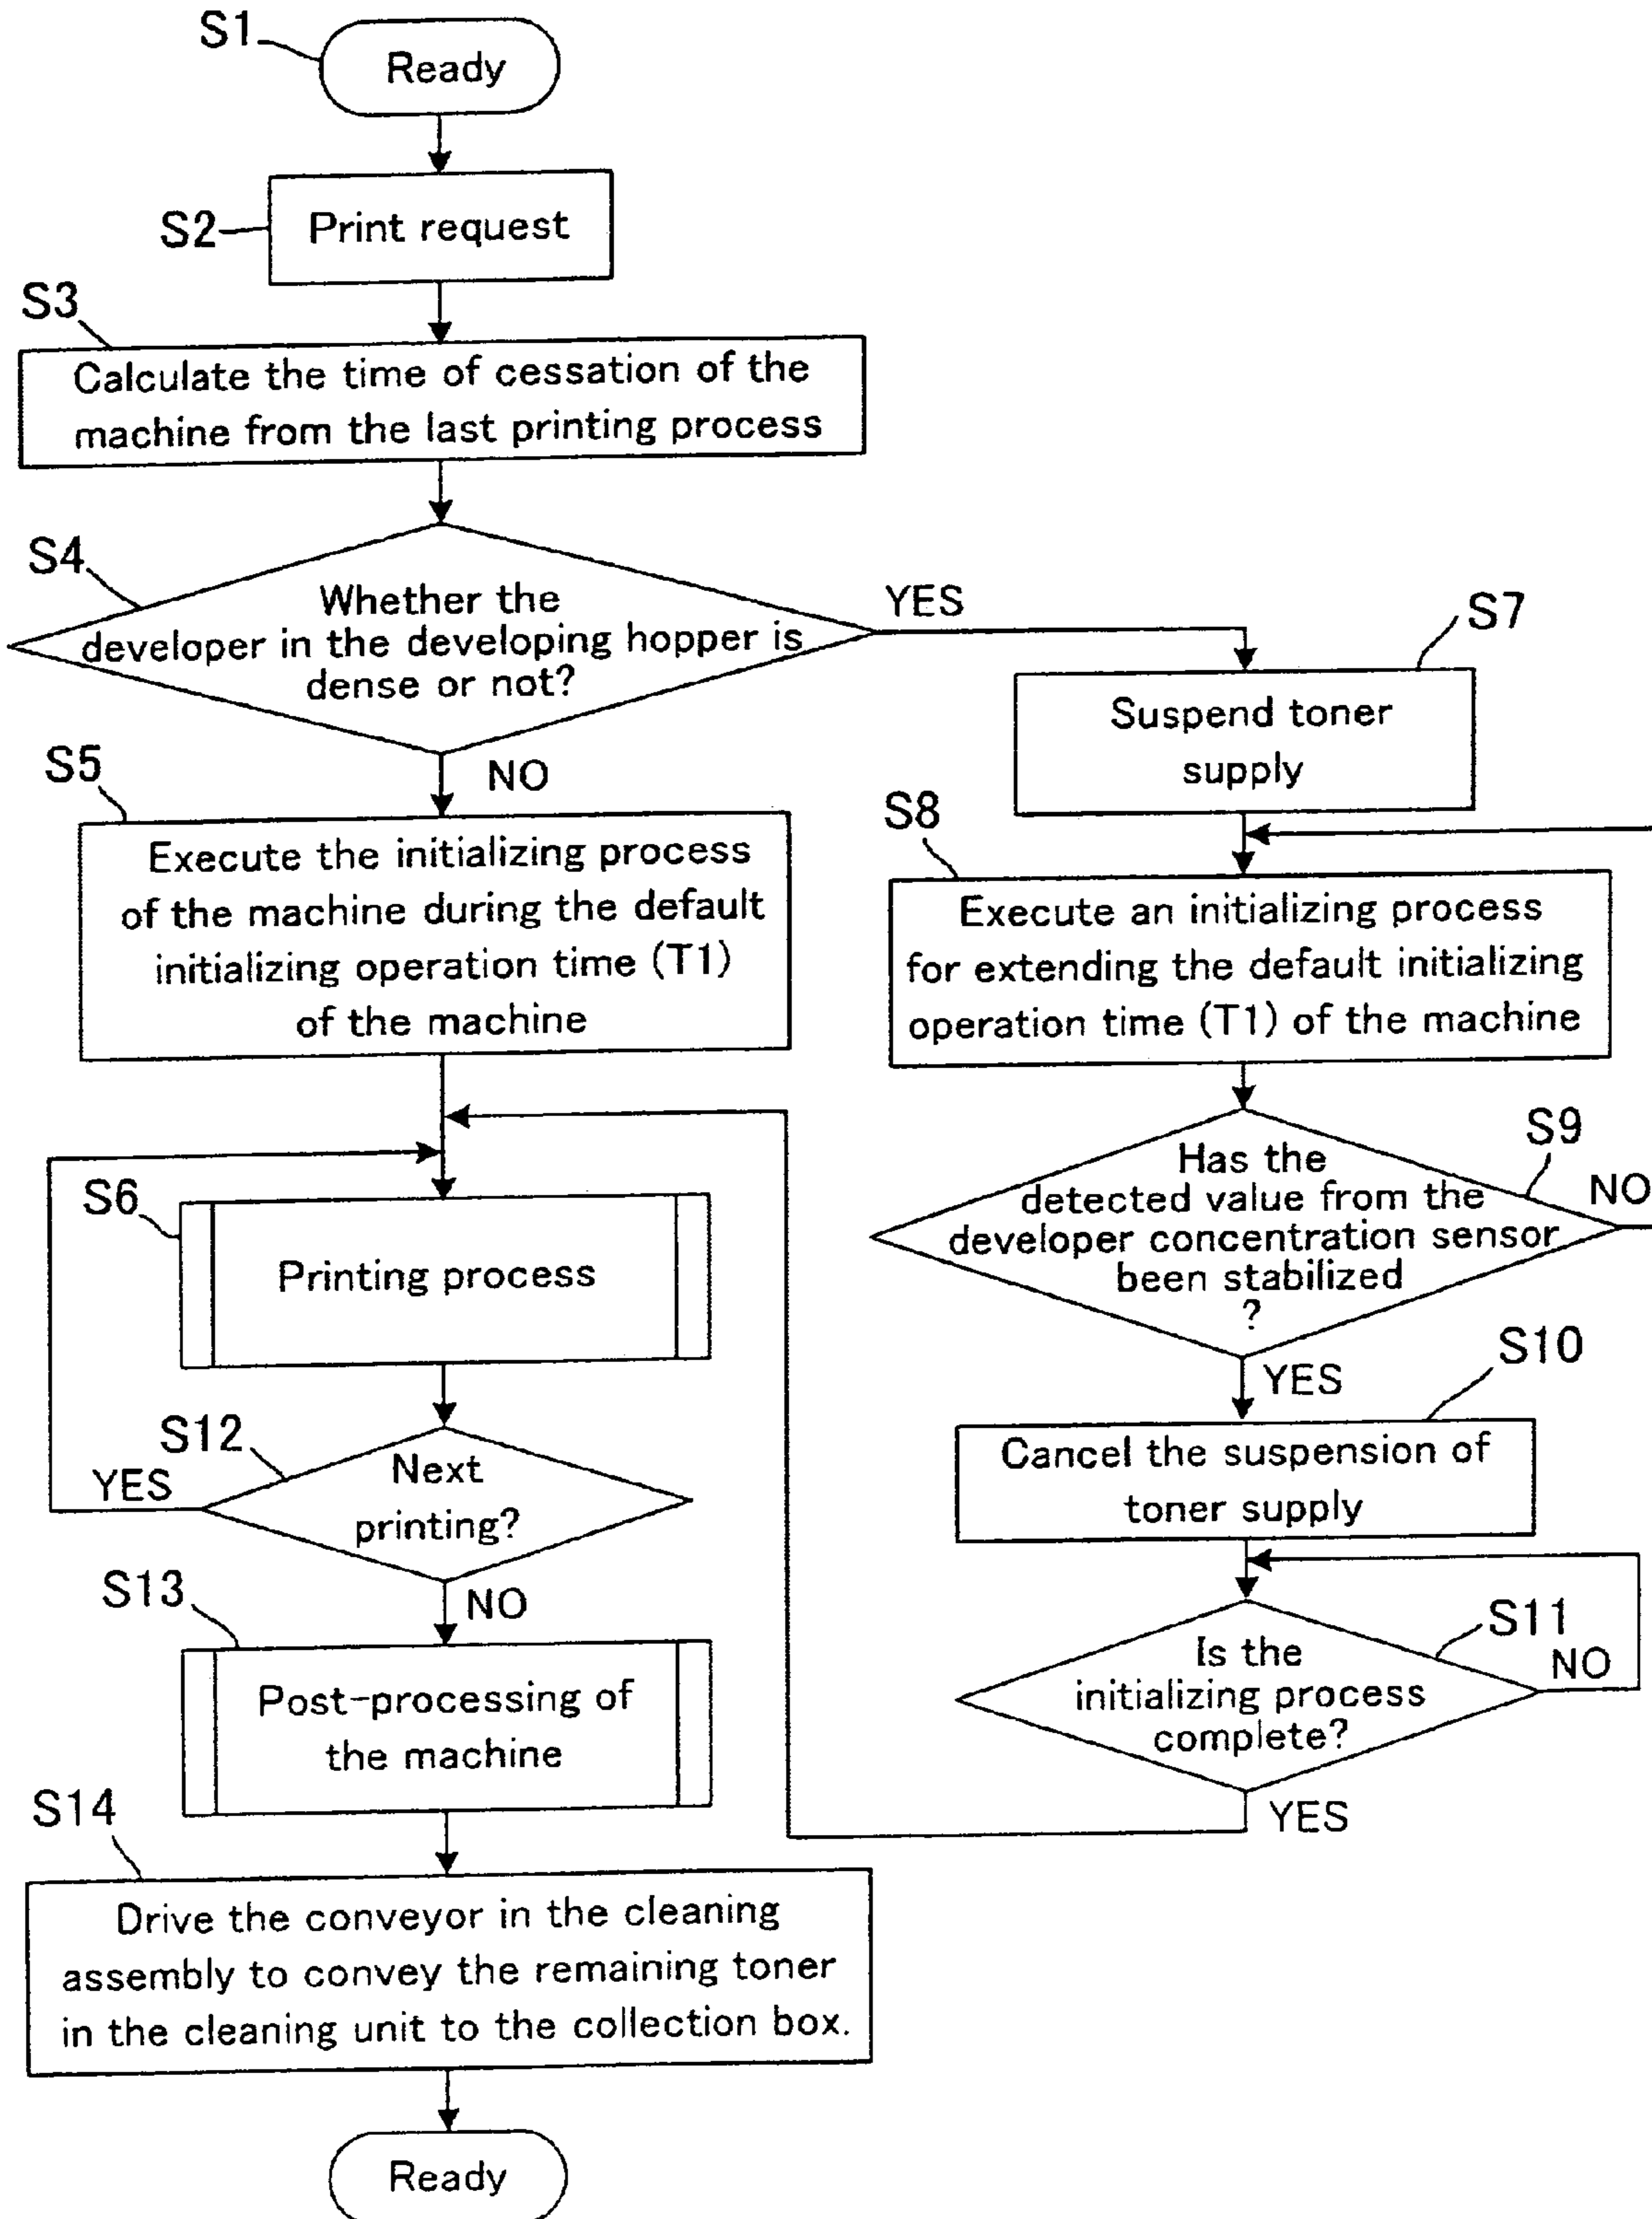 S1
Ready
S2
Print request
S3
Calculate the time of cessation of the
machine from the last printing process
S4
Whether the
developer in the developing hopper is
dense or not?
YES
NO
S5
Execute the initializing process
of the machine during the default
initializing operation time (T1)
of the machine
S6
Printing process
S12
Next
printing?
YES
NO
S13
Post-processing of
the machine
S14
Drive the conveyor in the cleaning
assembly to convey the remaining toner
in the cleaning unit to the collection box.
Ready
S7
Suspend toner
supply
S8
Execute an initializing process
for extending the default initializing
operation time (T1) of the machine
S9
Has the
detected value from the
developer concentration sensor
been stabilized
?
NO
YES
S10
Cancel the suspension of
toner supply
S11
Is the
initializing process
complete?
NO
YES